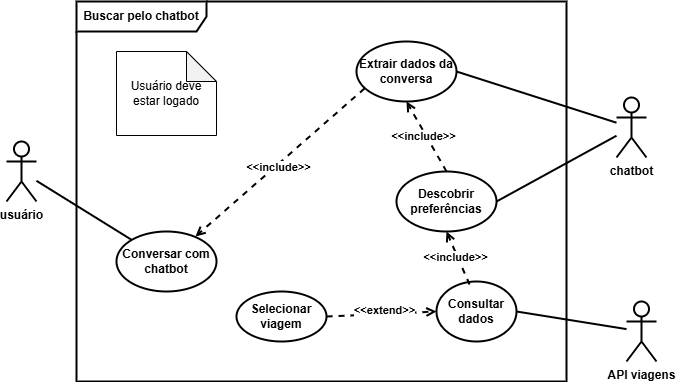 Buscar pelo chatbot
Usuário deve
estar logado
Extrair dados da
conversa
<<include>>
<<include>>
chatbot
Descobrir
preferências
usuário
Conversar com
chatbot
<<include>>
Selecionar
viagem
<<extend>>
Consultar
dados
API viagens